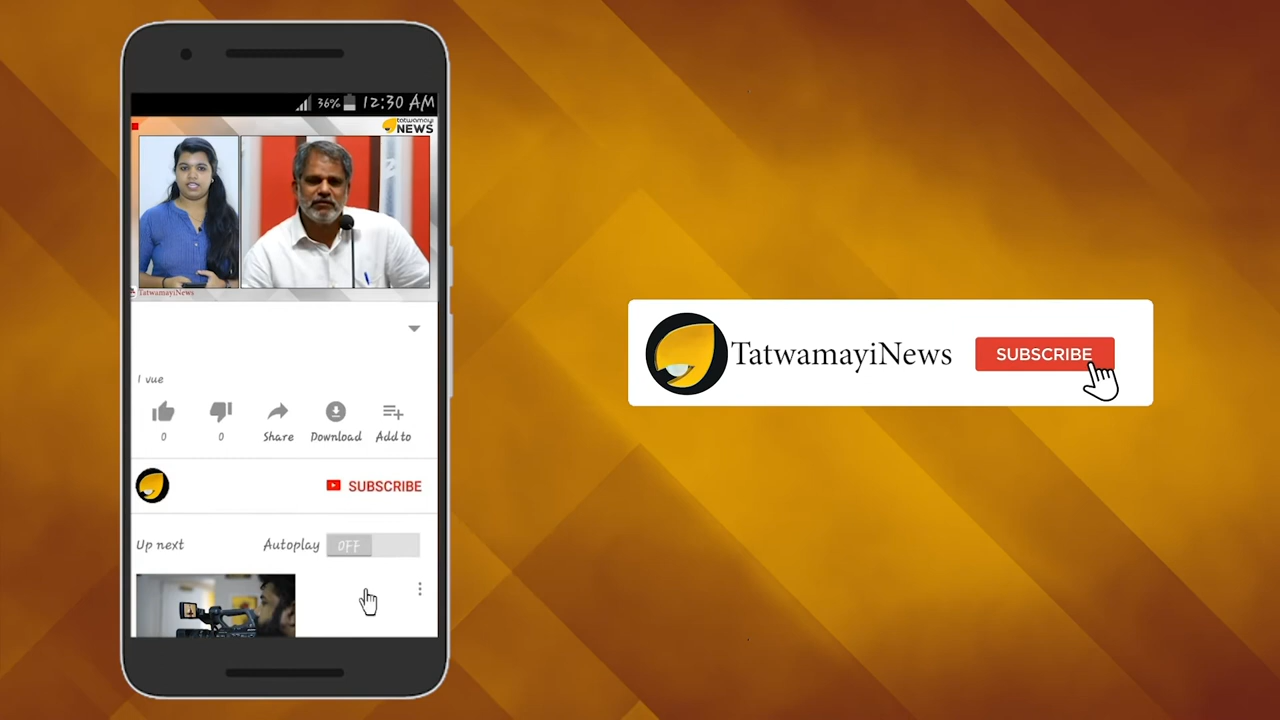 36% 12:30 AM
tatwamayi
NEWS
TatwamayiNews
1 vue
0 0 Share Download Add to
SUBSCRIBE
Up next Autoplay OFF
TatwamayiNews SUBSCRIBE